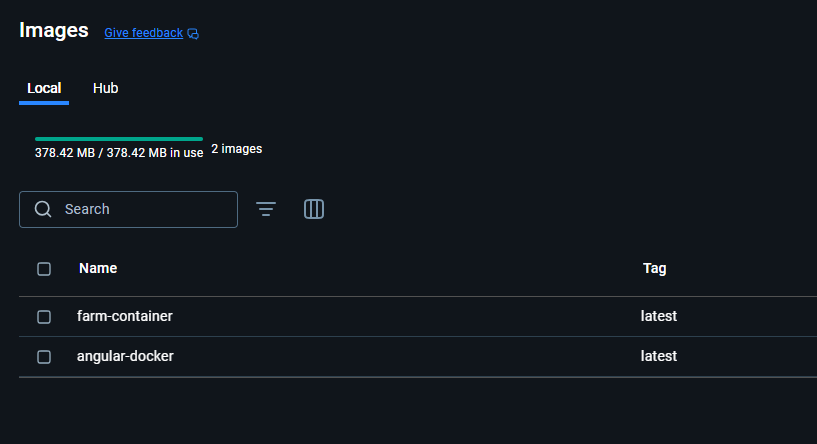 Images Give feedback
Local Hub
378.42 MB / 378.42 MB in use 2 images
Search
Name Tag
farm-container latest
angular-docker latest